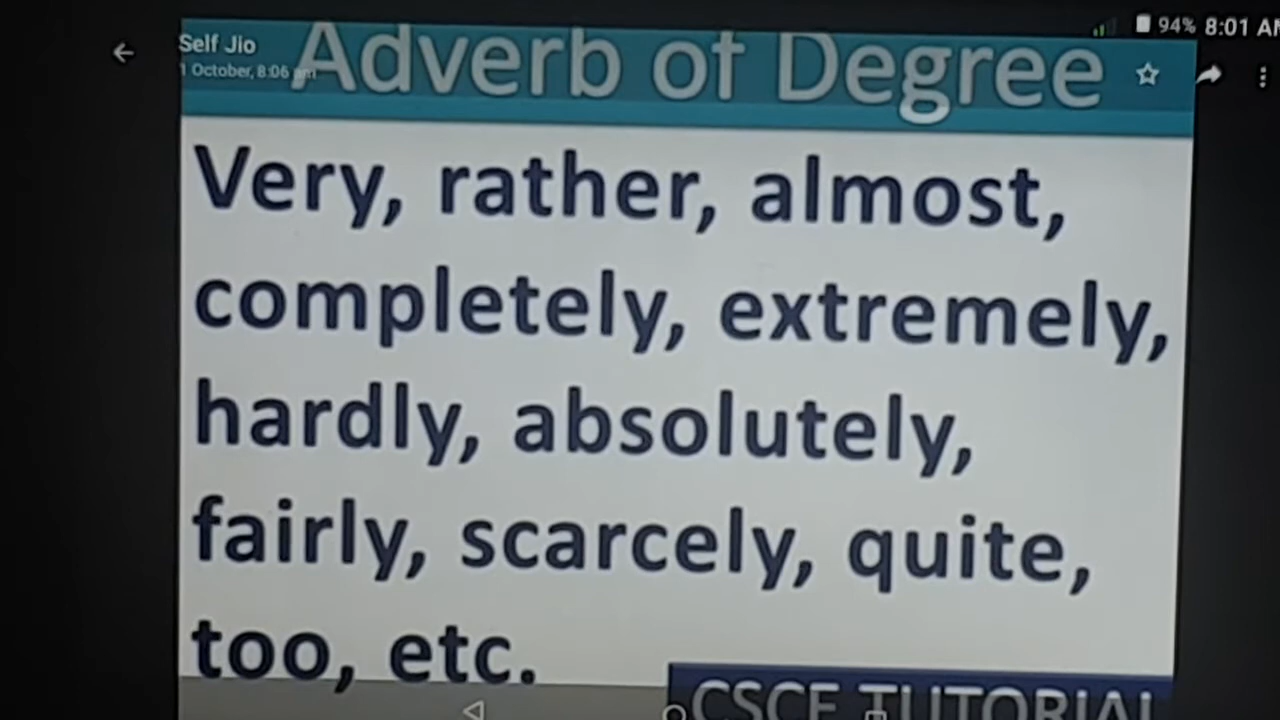 94% 8:01 AM
Self Jio
1 October, 8:06 pm
Adverb of Degree
Very, rather, almost,
completely, extremely,
hardly, absolutely,
fairly, scarcely, quite,
too, etc.
CSCE TUTORIAL